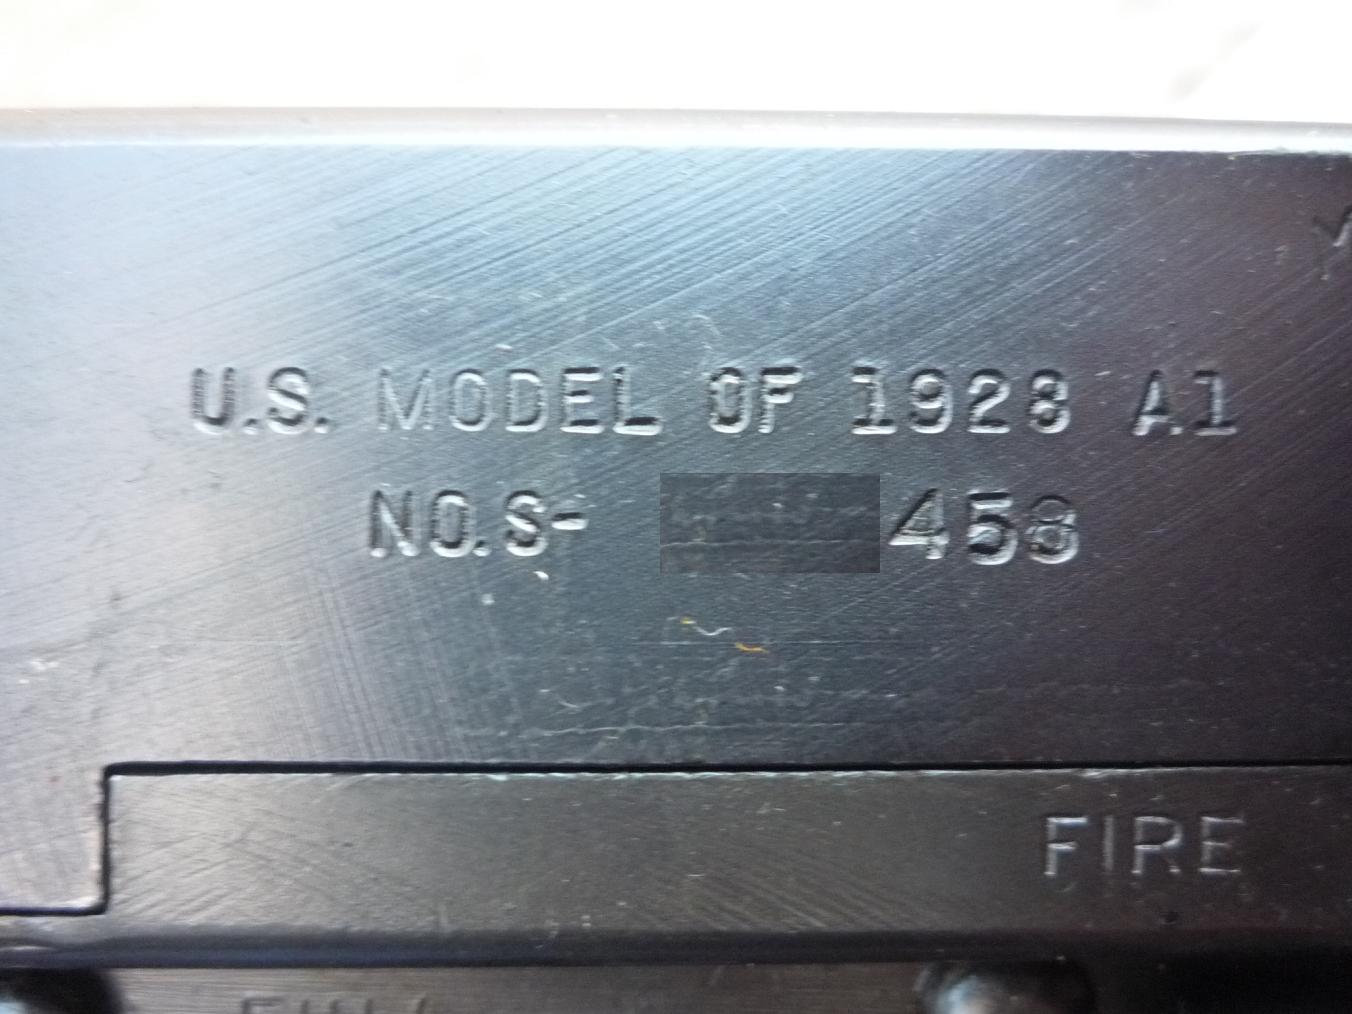 U.S. MODEL OF 1928 A1
NO.S- 458
FIRE